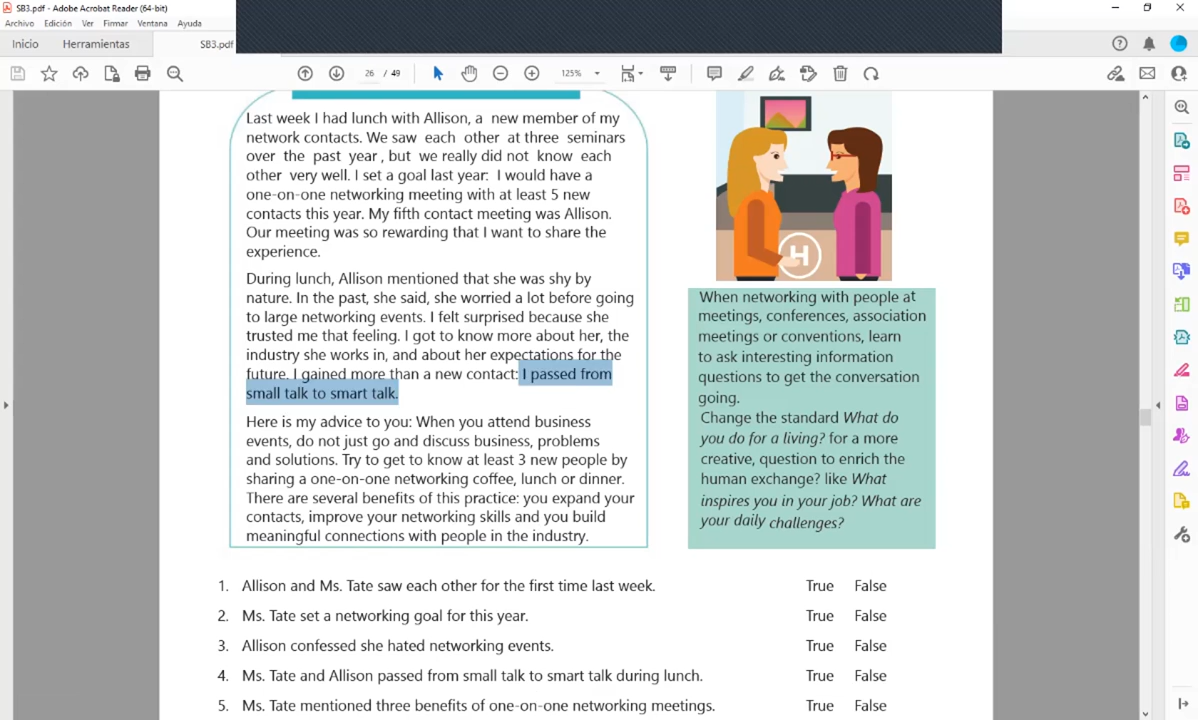 SB3.pdf - Adobe Acrobat Reader (64-bit)
Archivo Edición Ver Firmar Ventana Ayuda
Inicio Herramientas SB3.pdf
26 / 49 125%
Last week I had lunch with Allison, a new member of my
network contacts. We saw each other at three seminars
over the past year, but we really did not know each
other very well. I set a goal last year: I would have a
one-on-one networking meeting with at least 5 new
contacts this year. My fifth contact meeting was Allison.
Our meeting was so rewarding that I want to share the
experience.
During lunch, Allison mentioned that she was shy by
nature. In the past, she said, she worried a lot before going
to large networking events. I felt surprised because she
trusted me that feeling. I got to know more about her, the
industry she works in, and about her expectations for the
future. I gained more than a new contact: I passed from
small talk to smart talk.
Here is my advice to you: When you attend business
events, do not just go and discuss business, problems
and solutions. Try to get to know at least 3 new people by
sharing a one-on-one networking coffee, lunch or dinner.
There are several benefits of this practice: you expand your
contacts, improve your networking skills and you build
meaningful connections with people in the industry.
H
When networking with people at
meetings, conferences, association
meetings or conventions, learn
to ask interesting information
questions to get the conversation
going.
Change the standard What do
you do for a living? for a more
creative, question to enrich the
human exchange? like What
inspires you in your job? What are
your daily challenges?
1. Allison and Ms. Tate saw each other for the first time last week. True False
2. Ms. Tate set a networking goal for this year. True False
3. Allison confessed she hated networking events. True False
4. Ms. Tate and Allison passed from small talk to smart talk during lunch. True False
5. Ms. Tate mentioned three benefits of one-on-one networking meetings. True False